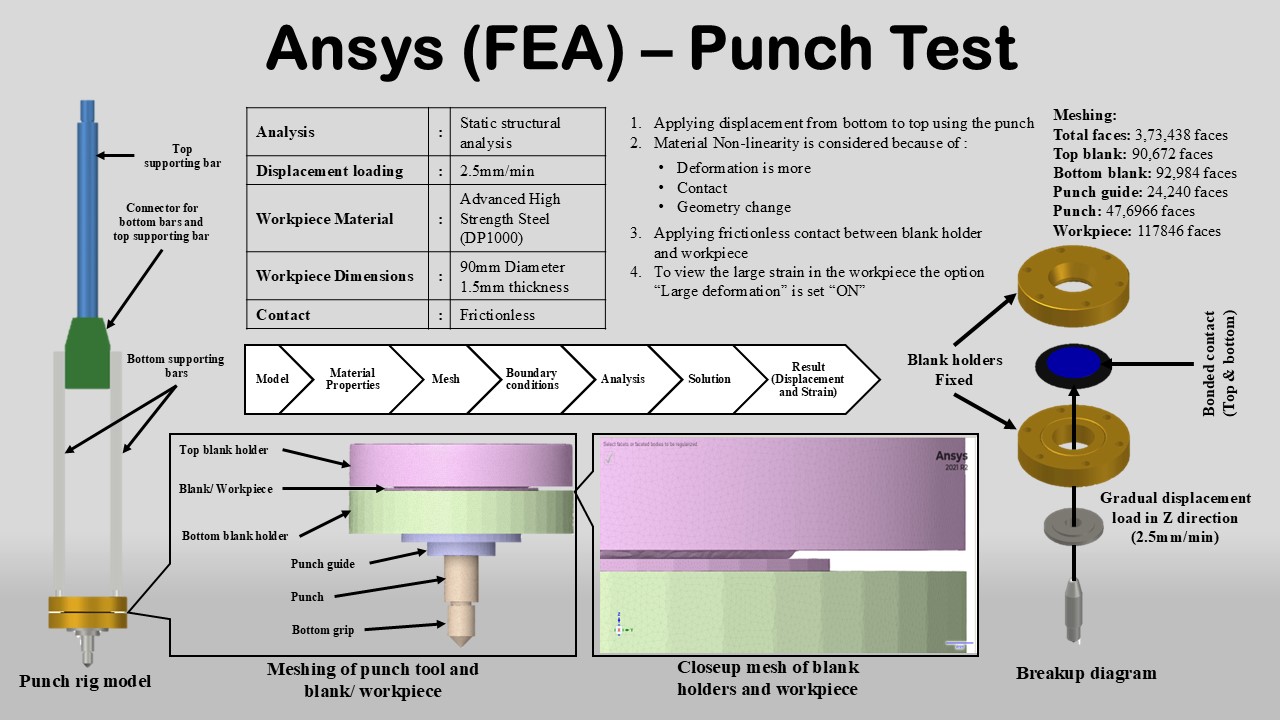 Ansys (FEA) – Punch Test
Top
supporting bar
Connector for
bottom bars and
top supporting bar
Bottom supporting
bars
Punch rig model
Analysis : Static structural
analysis
Displacement loading : 2.5mm/min
Workpiece Material : Advanced High
Strength Steel
(DP1000)
Workpiece Dimensions : 90mm Diameter
1.5mm thickness
Contact : Frictionless
1. Applying displacement from bottom to top using the punch
2. Material Non-linearity is considered because of :
• Deformation is more
• Contact
• Geometry change
3. Applying frictionless contact between blank holder
and workpiece
4. To view the large strain in the workpiece the option
“Large deformation” is set “ON”
Meshing:
Total faces: 3,73,438 faces
Top blank: 90,672 faces
Bottom blank: 92,984 faces
Punch guide: 24,240 faces
Punch: 47,6966 faces
Workpiece: 117846 faces
Model
Material
Properties
Mesh
Boundary
conditions
Analysis
Solution
Result
(Displacement
and Strain)
Top blank holder
Blank/ Workpiece
Bottom blank holder
Punch guide
Punch
Bottom grip
Meshing of punch tool and
blank/ workpiece
Select facets or faceted bodies to be regularized
Ansys
2021 R2
Closeup mesh of blank
holders and workpiece
Blank holders
Fixed
Bonded contact
(Top & bottom)
Gradual displacement
load in Z direction
(2.5mm/min)
Breakup diagram